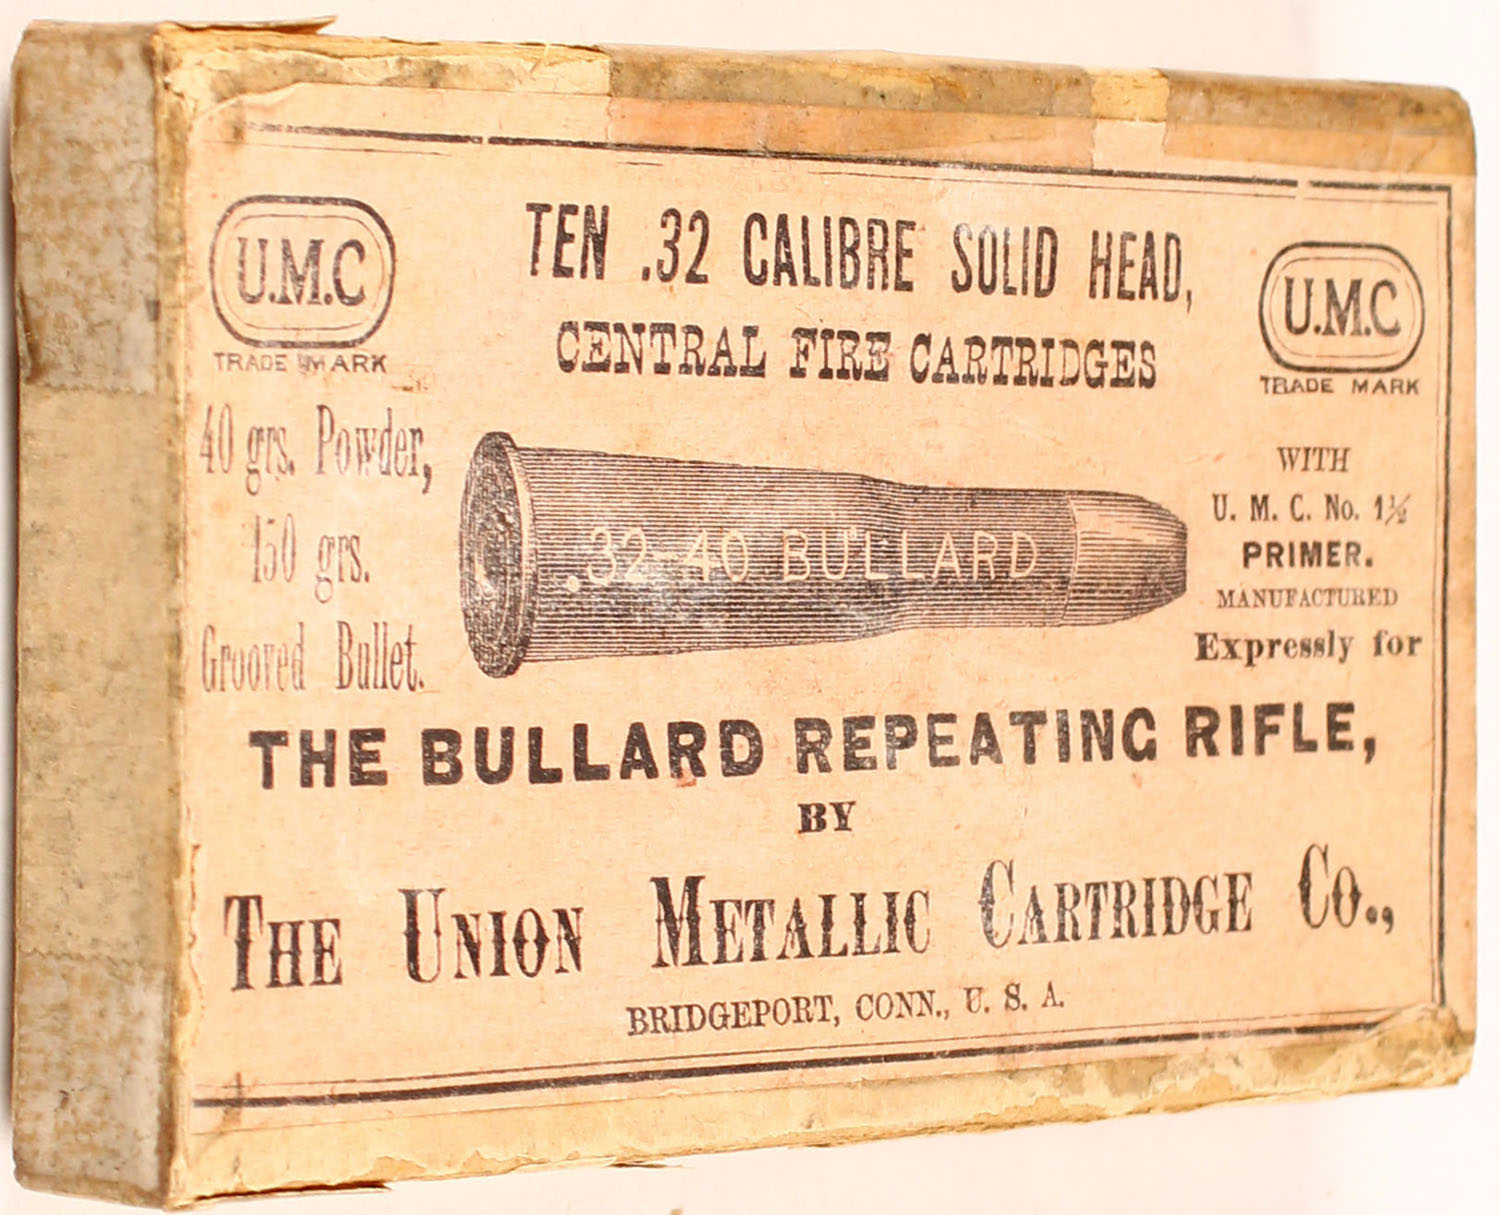 U.M.C
TRADE MARK
TEN .32 CALIBRE SOLID HEAD,
CENTRAL FIRE CARTRIDGES
U.M.C
TRADE MARK
40 grs. Powder,
150 grs.
Grooved Bullet.
.32-40 BULLARD
WITH
U. M. C. No. 1½
PRIMER.
MANUFACTURED
Expressly for
THE BULLARD REPEATING RIFLE,
BY
THE UNION METALLIC CARTRIDGE CO.,
BRIDGEPORT, CONN., U. S. A.